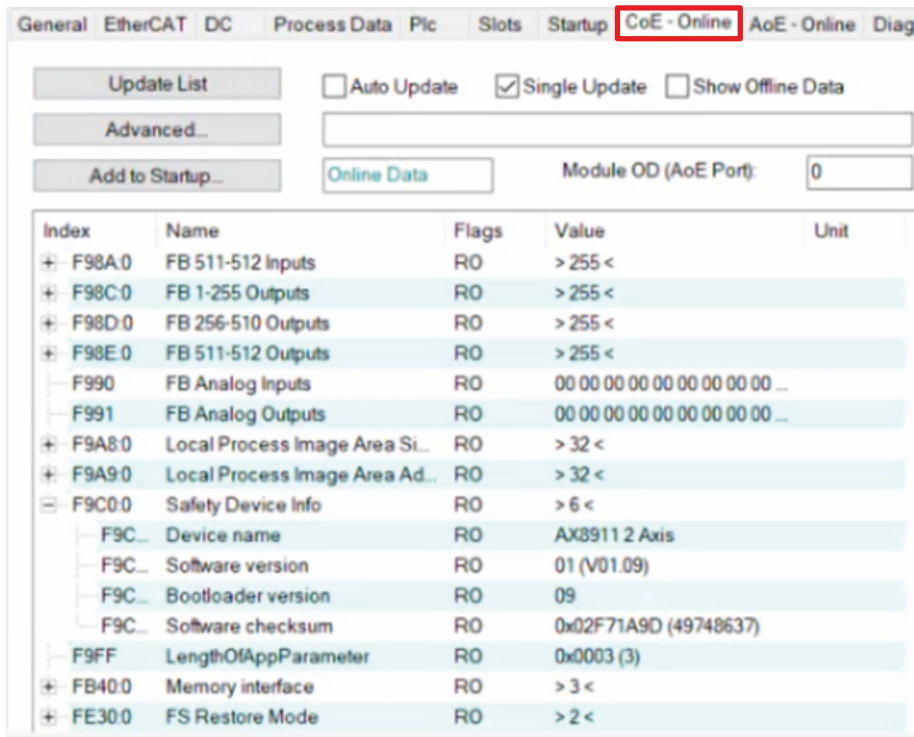 General EtherCAT DC Process Data Plc Slots Startup CoE - Online AoE - Online Diag
Update List Auto Update Single Update Show Offline Data
Advanced...
Add to Startup... Online Data Module OD (AoE Port): 0
Index Name Flags Value Unit
F98A:0 FB 511-512 Inputs RO > 255 <
F98C:0 FB 1-255 Outputs RO > 255 <
F98D:0 FB 256-510 Outputs RO > 255 <
F98E:0 FB 511-512 Outputs RO > 255 <
F990 FB Analog Inputs RO 00 00 00 00 00 00 00 00 00 ...
F991 FB Analog Outputs RO 00 00 00 00 00 00 00 00 00 ...
F9A8:0 Local Process Image Area Si... RO > 32 <
F9A9:0 Local Process Image Area Ad... RO > 32 <
F9C0:0 Safety Device Info RO > 6 <
F9C... Device name RO AX8911 2 Axis
F9C... Software version RO 01 (V01.09)
F9C... Bootloader version RO 09
F9C... Software checksum RO 0x02F71A9D (49748637)
F9FF LengthOfAppParameter RO 0x0003 (3)
FB40:0 Memory interface RO > 3 <
FE30:0 FS Restore Mode RO > 2 <